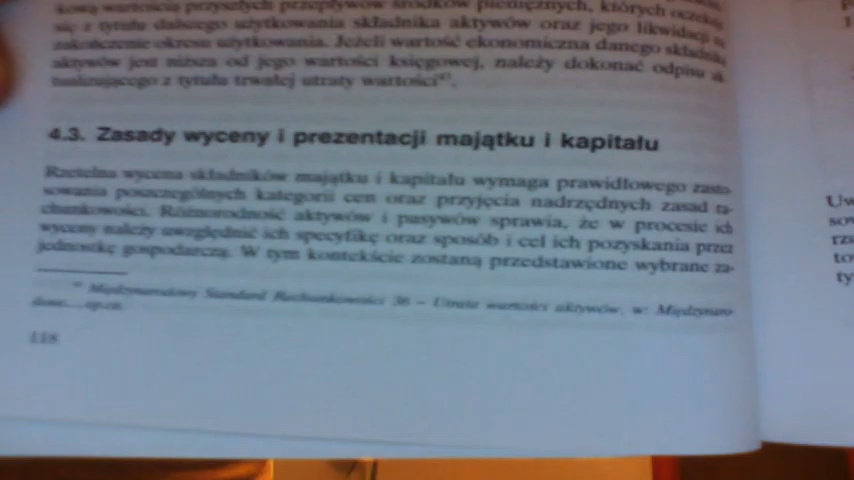 kową wartością przyszłych przepływów środków pieniężnych, których oczekuje
się z tytułu dalszego użytkowania składnika aktywów oraz jego likwidacji na
zakończenie okresu użytkowania. Jeżeli wartość ekonomiczna danego składnika
aktywów jest niższa od jego wartości księgowej, należy dokonać odpisu ak-
tualizującego z tytułu trwałej utraty wartości
4.3. Zasady wyceny i prezentacji majątku i kapitału
Rzetelna wycena składników majątku i kapitału wymaga prawidłowego zasto-
sowania poszczególnych kategorii cen oraz przyjęcia nadrzędnych zasad ra-
chunkowości. Różnorodność aktywów i pasywów sprawia, że w procesie ich
wyceny należy uwzględnić ich specyfikę oraz sposób i cel ich pozyskania przez
jednostkę gospodarczą. W tym kontekście zostaną przedstawione wybrane za-
Międzynarodowy Standard Rachunkowości 36 – Utrata wartości aktywów, w: Międzynaro-
dowe..., op.cit.
118